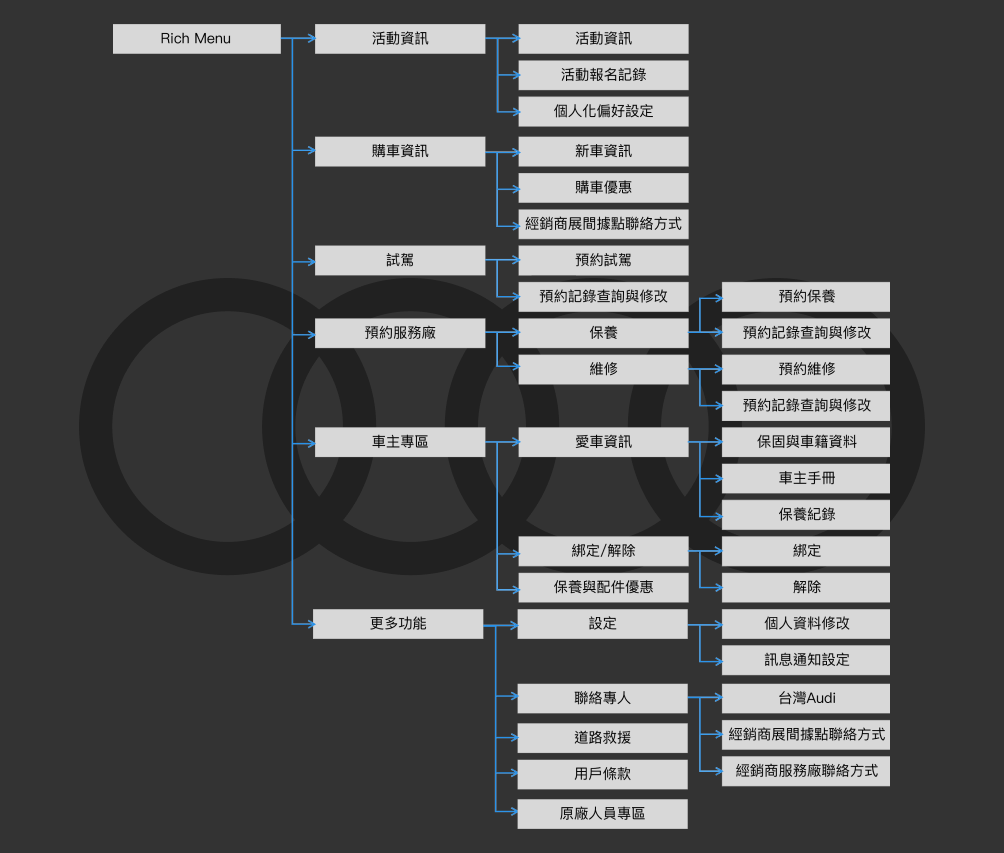 Rich Menu
活動資訊
活動資訊
活動報名記錄
個人化偏好設定
購車資訊
新車資訊
購車優惠
經銷商展間據點聯絡方式
試駕
預約試駕
預約記錄查詢與修改
預約服務廠
保養
預約保養
預約記錄查詢與修改
維修
預約維修
預約記錄查詢與修改
車主專區
愛車資訊
保固與車籍資料
車主手冊
保養紀錄
綁定/解除
綁定
解除
保養與配件優惠
更多功能
設定
個人資料修改
訊息通知設定
聯絡專人
台灣Audi
經銷商展間據點聯絡方式
經銷商服務廠聯絡方式
道路救援
用戶條款
原廠人員專區